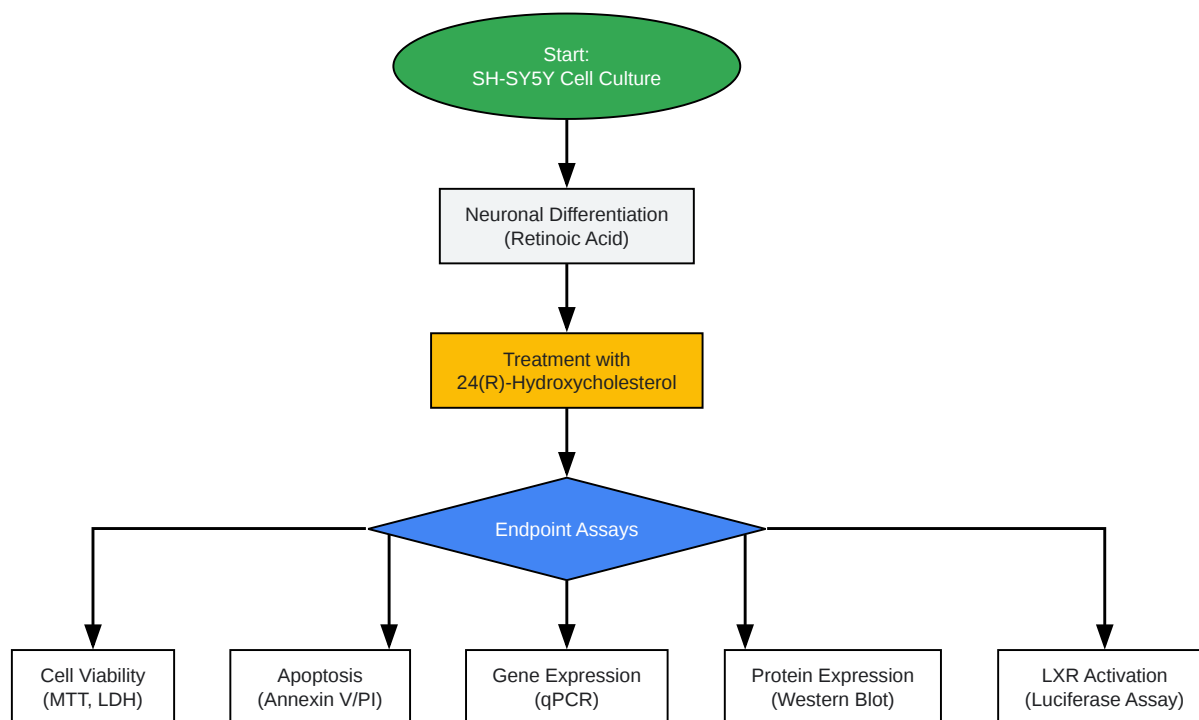 Start:
SH-SY5Y Cell Culture
Neuronal Differentiation
(Retinoic Acid)
Treatment with
24(R)-Hydroxycholesterol
Endpoint Assays
Cell Viability
(MTT, LDH)
Apoptosis
(Annexin V/PI)
Gene Expression
(qPCR)
Protein Expression
(Western Blot)
LXR Activation
(Luciferase Assay)